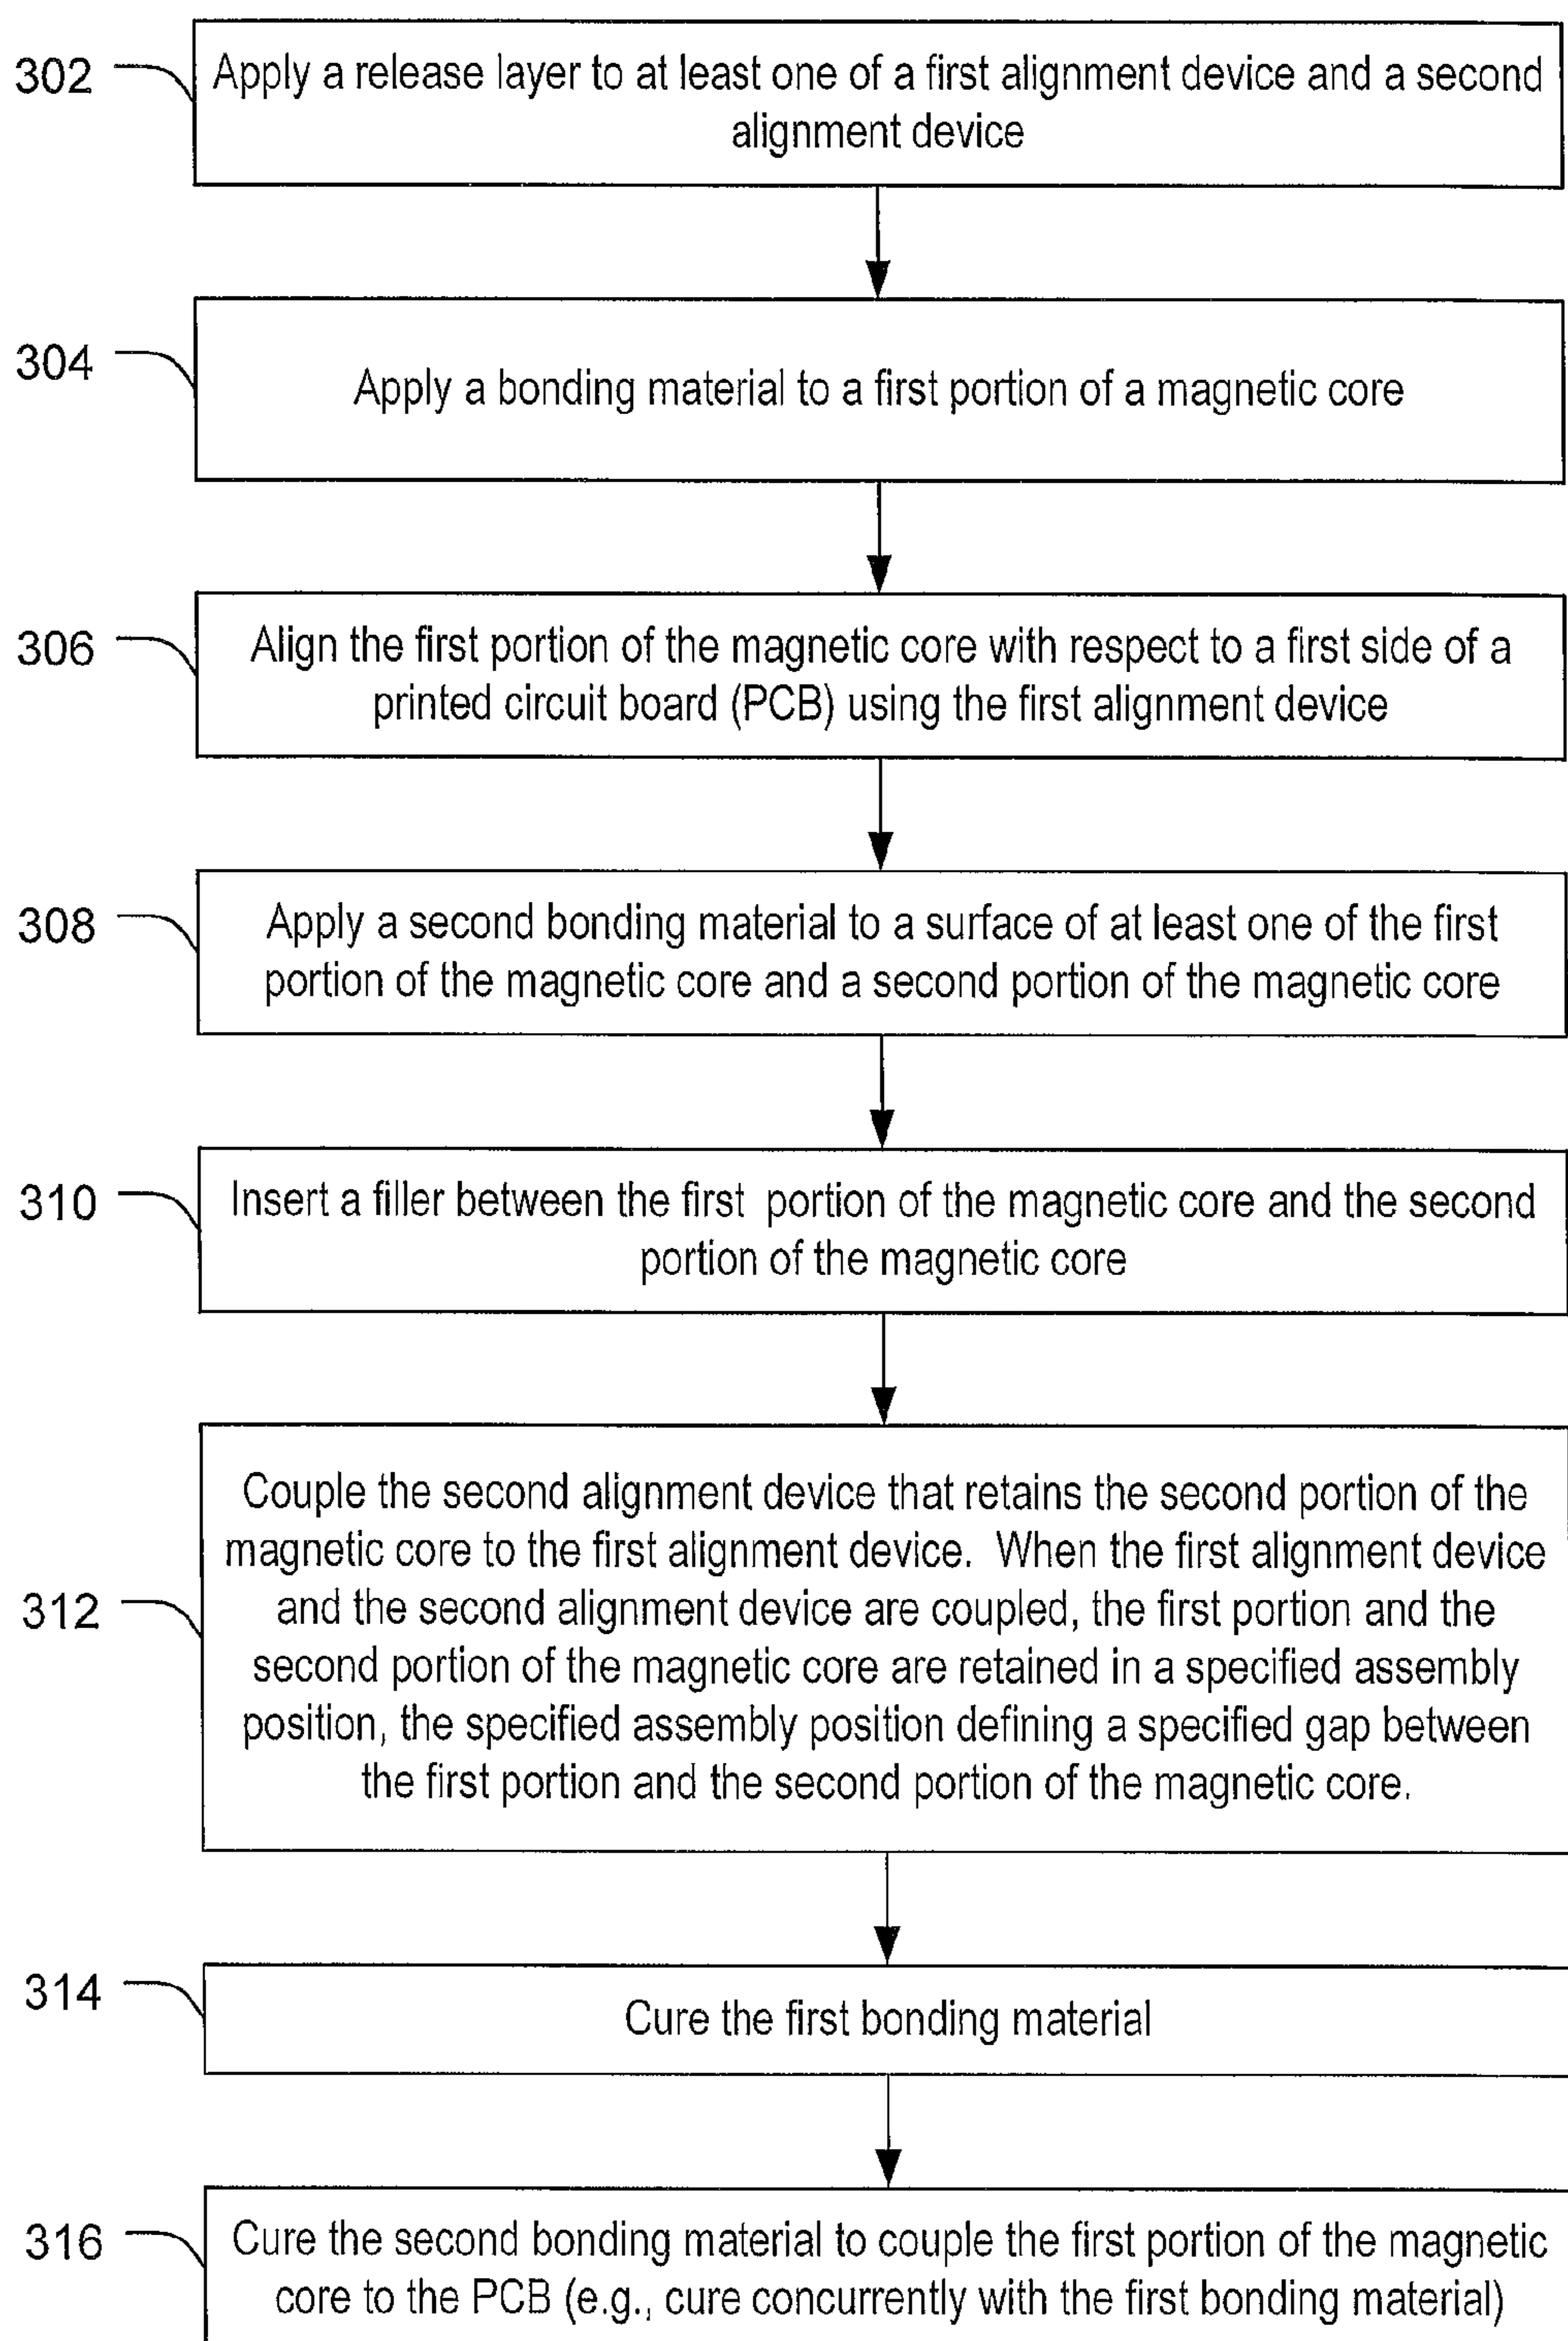 302
Apply a release layer to at least one of a first alignment device and a second
alignment device
304
Apply a bonding material to a first portion of a magnetic core
306
Align the first portion of the magnetic core with respect to a first side of a
printed circuit board (PCB) using the first alignment device
308
Apply a second bonding material to a surface of at least one of the first
portion of the magnetic core and a second portion of the magnetic core
310
Insert a filler between the first portion of the magnetic core and the second
portion of the magnetic core
312
Couple the second alignment device that retains the second portion of the
magnetic core to the first alignment device. When the first alignment device
and the second alignment device are coupled, the first portion and the
second portion of the magnetic core are retained in a specified assembly
position, the specified assembly position defining a specified gap between
the first portion and the second portion of the magnetic core.
314
Cure the first bonding material
316
Cure the second bonding material to couple the first portion of the magnetic
core to the PCB (e.g., cure concurrently with the first bonding material)